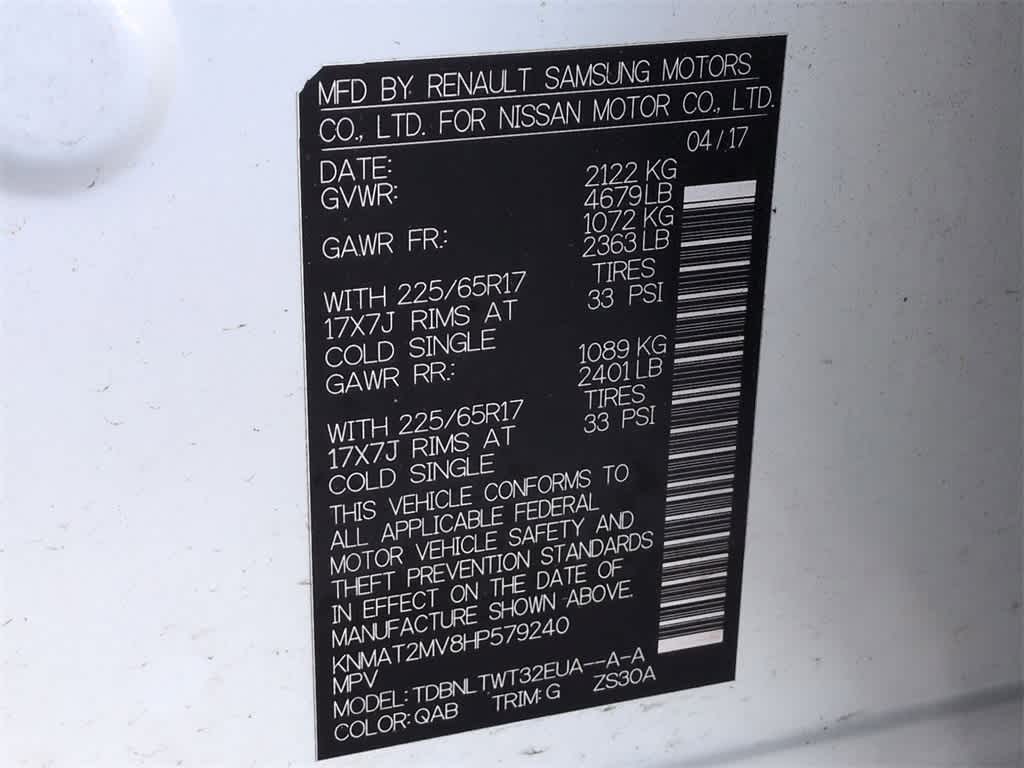 MFD BY RENAULT SAMSUNG MOTORS
CO., LTD. FOR NISSAN MOTOR CO., LTD.
DATE: 04/17
GVWR: 2122 KG
4679 LB
GAWR FR.: 1072 KG
2363 LB
WITH 225/65R17 TIRES
17X7J RIMS AT 33 PSI
COLD SINGLE
GAWR RR.: 1089 KG
2401 LB
WITH 225/65R17 TIRES
17X7J RIMS AT 33 PSI
COLD SINGLE
THIS VEHICLE CONFORMS TO
ALL APPLICABLE FEDERAL
MOTOR VEHICLE SAFETY AND
THEFT PREVENTION STANDARDS
IN EFFECT ON THE DATE OF
MANUFACTURE SHOWN ABOVE.
KNMAT2MV8HP579240
MPV
MODEL: TDBNLTWT32EUA--A-A
COLOR: QAB TRIM: G ZS30A